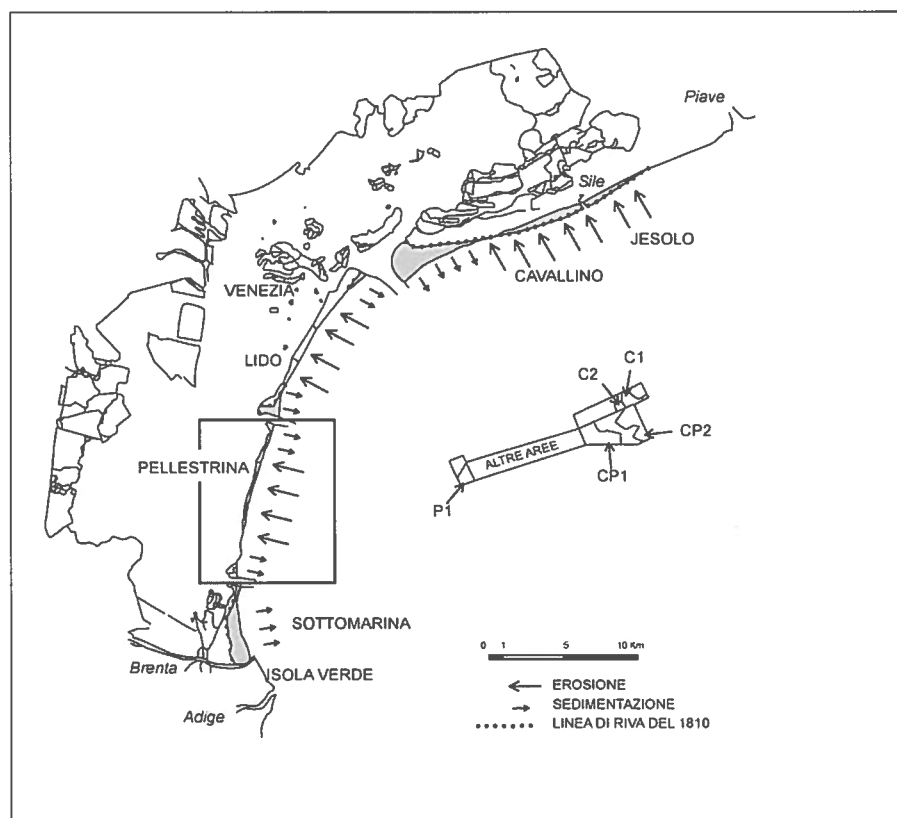 Piave
Sile
JESOLO
CAVALLINO
VENEZIA
LIDO
C1
C2
CP2
ALTRE AREE
CP1
P1
PELLESTRINA
SOTTOMARINA
Brenta
ISOLA VERDE
Adige
0 1 5 10 Km
EROSIONE
SEDIMENTAZIONE
LINEA DI RIVA DEL 1810